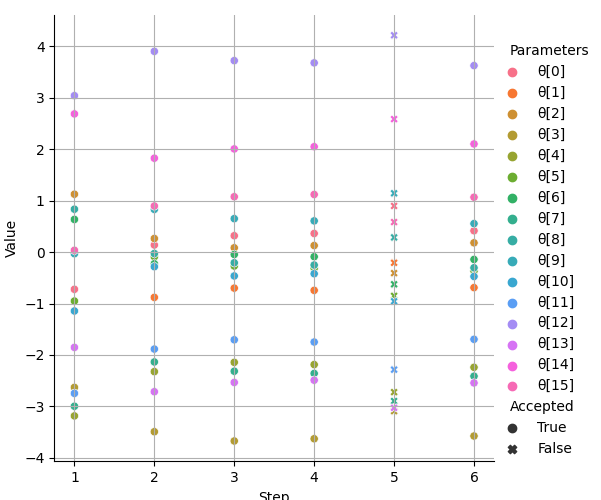 Parameters
θ[0]
θ[1]
θ[2]
θ[3]
θ[4]
θ[5]
θ[6]
θ[7]
θ[8]
θ[9]
θ[10]
θ[11]
θ[12]
θ[13]
θ[14]
θ[15]
Accepted
True
False
Value
4
3
2
1
0
−1
−2
−3
−4
1 2 3 4 5 6
Step